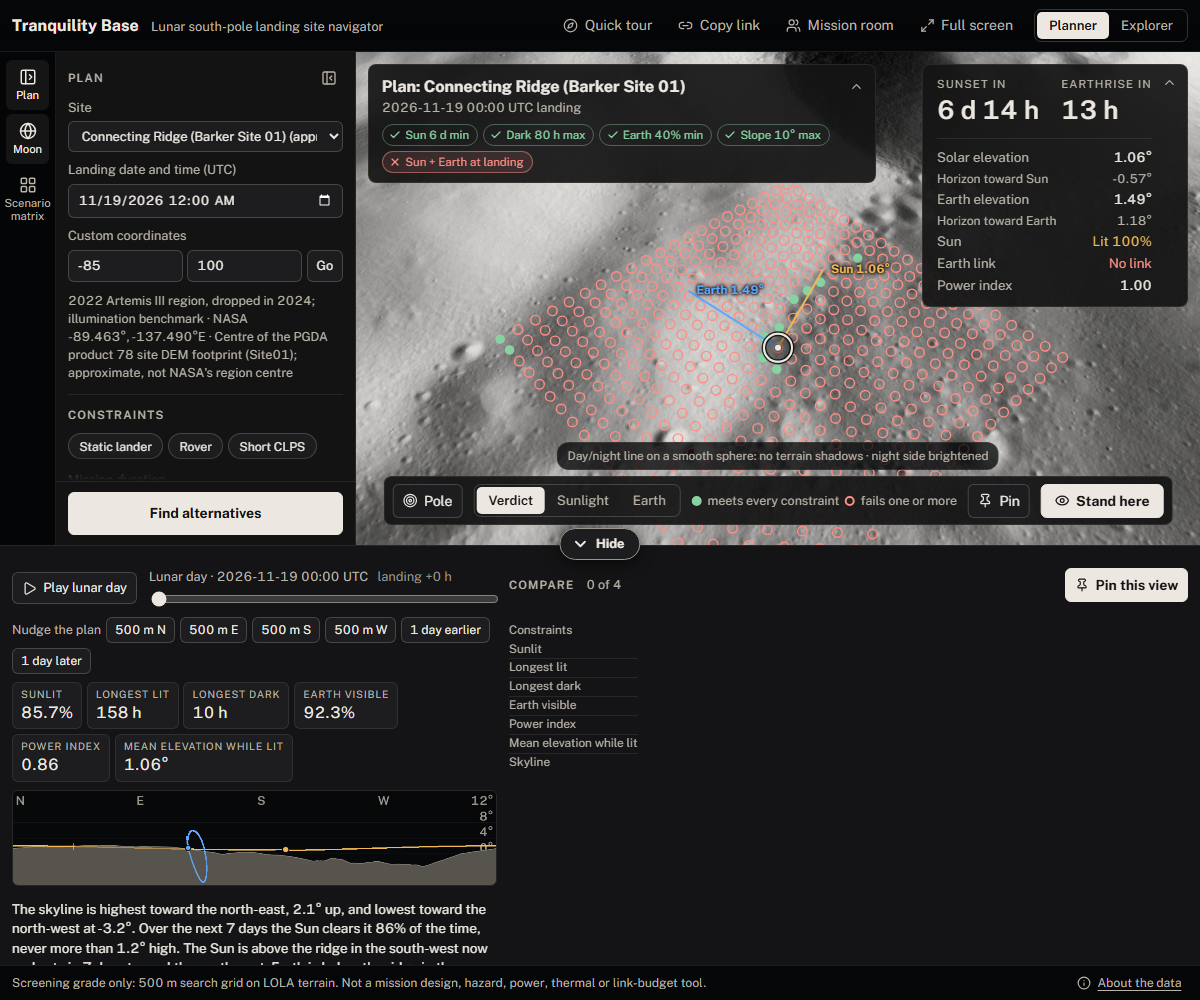 Tranquility Base Lunar south-pole landing site navigator Quick tour Copy link Mission room Full screen Planner Explorer
Plan
Moon
Scenario
matrix
PLAN
Site
Connecting Ridge (Barker Site 01) (appr
Landing date and time (UTC)
11/19/2026 12:00 AM
Custom coordinates
-85 100 Go
2022 Artemis III region, dropped in 2024;
illumination benchmark · NASA
-89.463°, -137.490°E · Centre of the PGDA
product 78 site DEM footprint (Site01);
approximate, not NASA's region centre
CONSTRAINTS
Static lander Rover Short CLPS
Mission duration
Find alternatives
Plan: Connecting Ridge (Barker Site 01)
2026-11-19 00:00 UTC landing
Sun 6 d min Dark 80 h max Earth 40% min Slope 10° max
Sun + Earth at landing
SUNSET IN EARTHRISE IN
6 d 14 h 13 h
Solar elevation 1.06°
Horizon toward Sun -0.57°
Earth elevation 1.49°
Horizon toward Earth 1.18°
Sun Lit 100%
Earth link No link
Power index 1.00
Sun 1.06°
Earth 1.49°
Day/night line on a smooth sphere: no terrain shadows · night side brightened
Pole Verdict Sunlight Earth meets every constraint fails one or more Pin Stand here
Hide
Play lunar day Lunar day · 2026-11-19 00:00 UTC landing +0 h
Nudge the plan 500 m N 500 m E 500 m S 500 m W 1 day earlier
1 day later
SUNLIT LONGEST LIT LONGEST DARK EARTH VISIBLE
85.7% 158 h 10 h 92.3%
POWER INDEX MEAN ELEVATION WHILE LIT
0.86 1.06°
N E S W 12°
8°
4°
0°
The skyline is highest toward the north-east, 2.1° up, and lowest toward the
north-west at -3.2°. Over the next 7 days the Sun clears it 86% of the time,
never more than 1.2° high. The Sun is above the ridge in the south-west now
COMPARE 0 of 4 Pin this view
Constraints
Sunlit
Longest lit
Longest dark
Earth visible
Power index
Mean elevation while lit
Skyline
Screening grade only: 500 m search grid on LOLA terrain. Not a mission design, hazard, power, thermal or link-budget tool. About the data